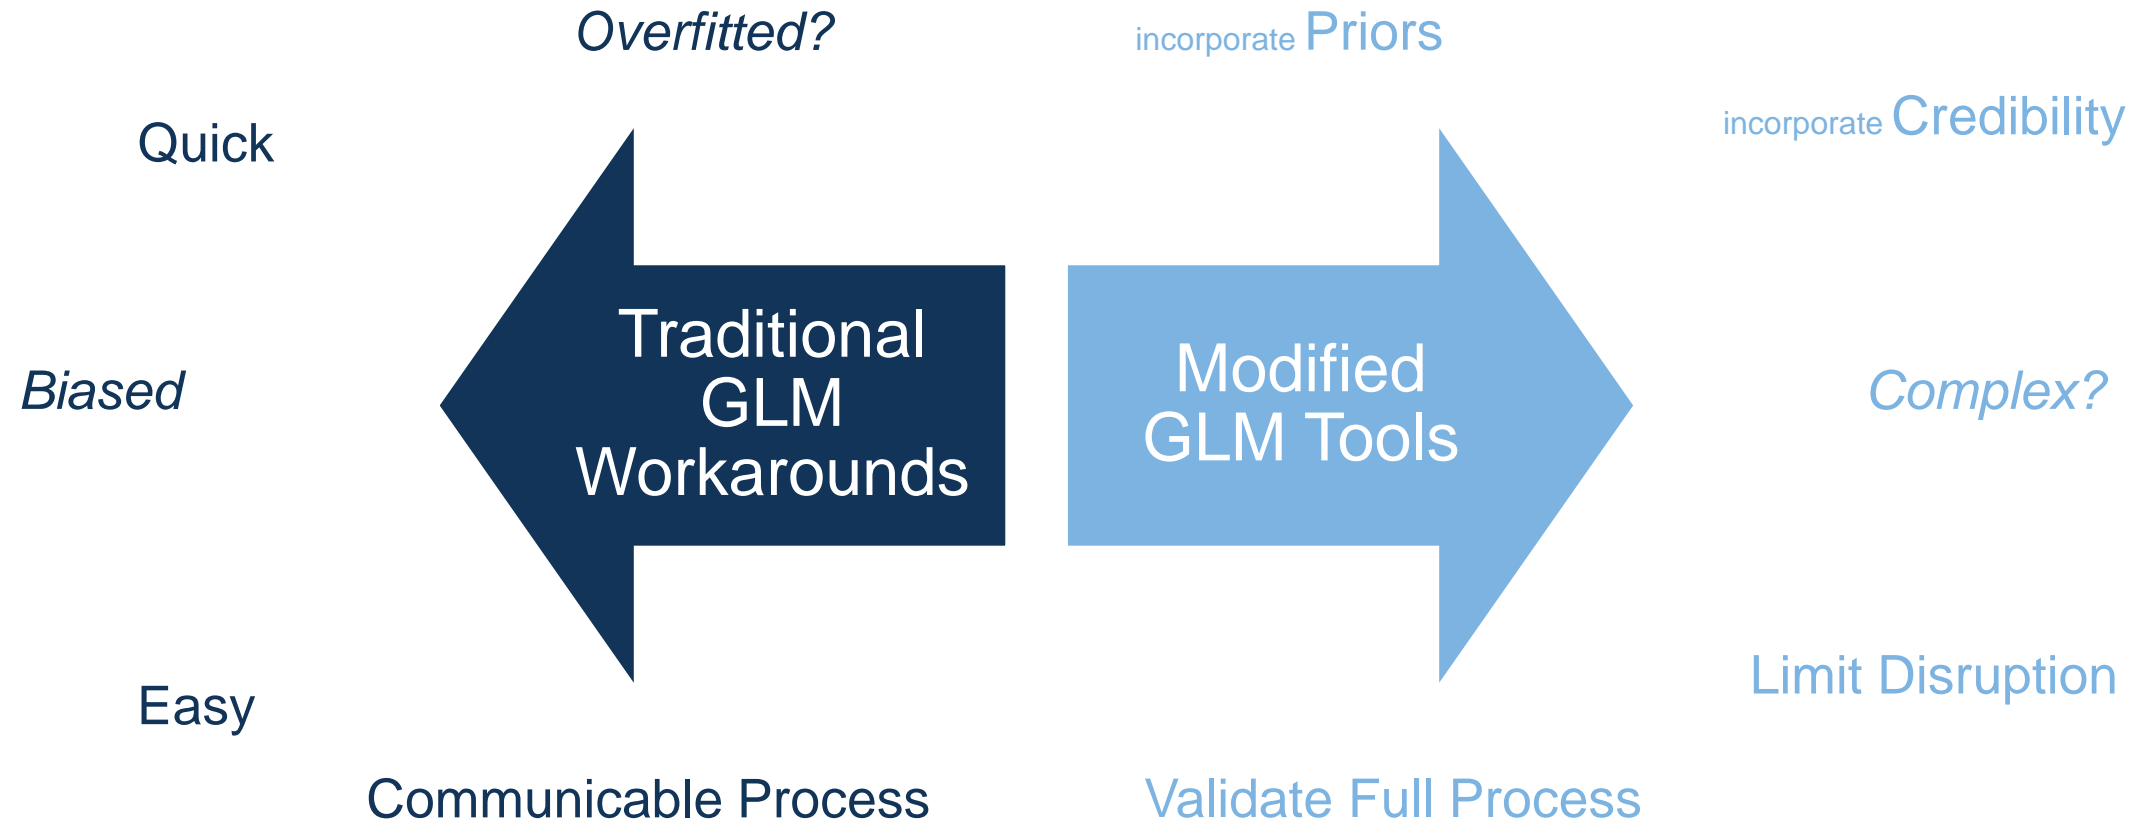 Overfitted?
incorporate Priors
Quick
incorporate Credibility
Traditional
GLM
Workarounds
Modified
GLM Tools
Biased
Complex?
Easy
Limit Disruption
Communicable Process
Validate Full Process